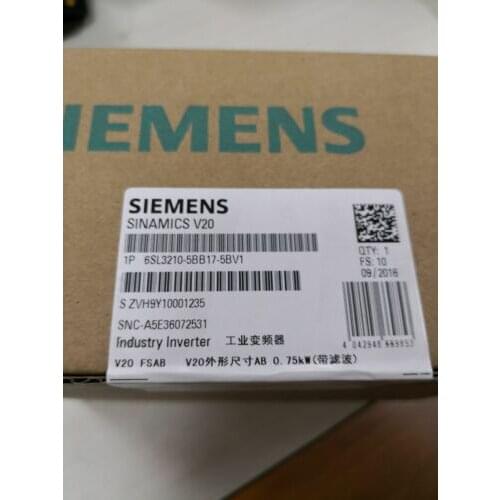 IEMENS
SIEMENS
SINAMICS V20
1P 6SL3210-5BB17-5BV1
QTY: 1
FS: 10
09/2016
S ZVH9Y10001235
SNC-A5E36072531
Industry Inverter 工业变频器
V20 FSAB V20外形尺寸AB 0.75kW(带滤波)